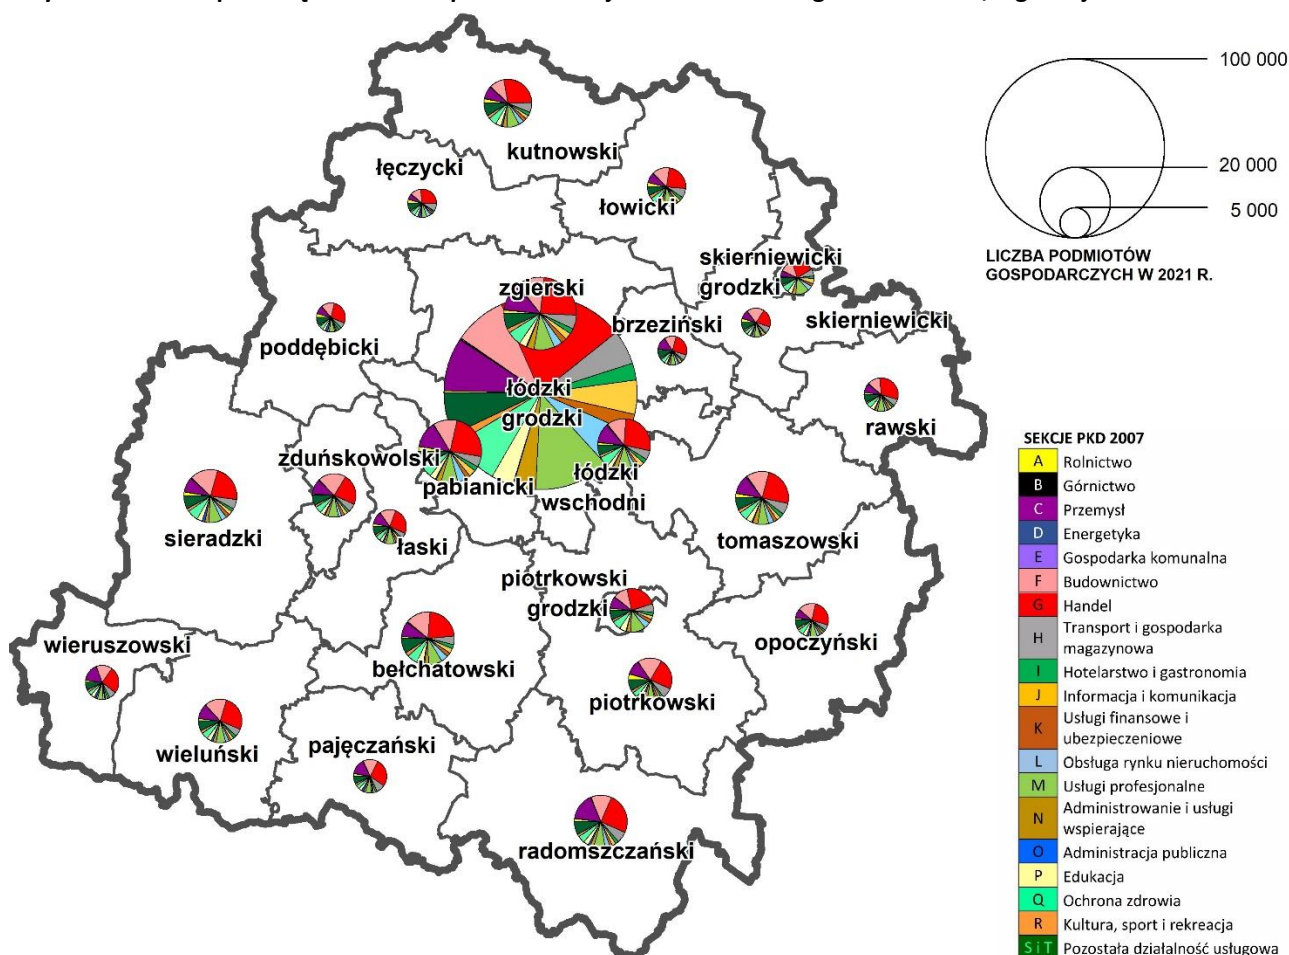 100 000
20 000
5 000
LICZBA PODMIOTÓW
GOSPODARCZYCH W 2021 R.
kutnowski
łęczycki
łowicki
skierniewicki
grodzki
zgierski
brzeziński
skierniewicki
poddębicki
łódzki
grodzki
rawski
zduńskowolski
pabianicki
łódzki
wschodni
sieradzki
łaski
tomaszowski
piotrkowski
grodzki
opoczyński
wieruszowski
bełchatowski
piotrkowski
wieluński
pajęczański
radomszczański
SEKCJE PKD 2007
A Rolnictwo
B Górnictwo
C Przemysł
D Energetyka
E Gospodarka komunalna
F Budownictwo
G Handel
H Transport i gospodarka
magazynowa
I Hotelarstwo i gastronomia
J Informacja i komunikacja
K Usługi finansowe i
ubezpieczeniowe
L Obsługa rynku nieruchomości
M Usługi profesjonalne
N Administrowanie i usługi
wspierające
O Administracja publiczna
P Edukacja
Q Ochrona zdrowia
R Kultura, sport i rekreacja
S i T Pozostała działalność usługowa